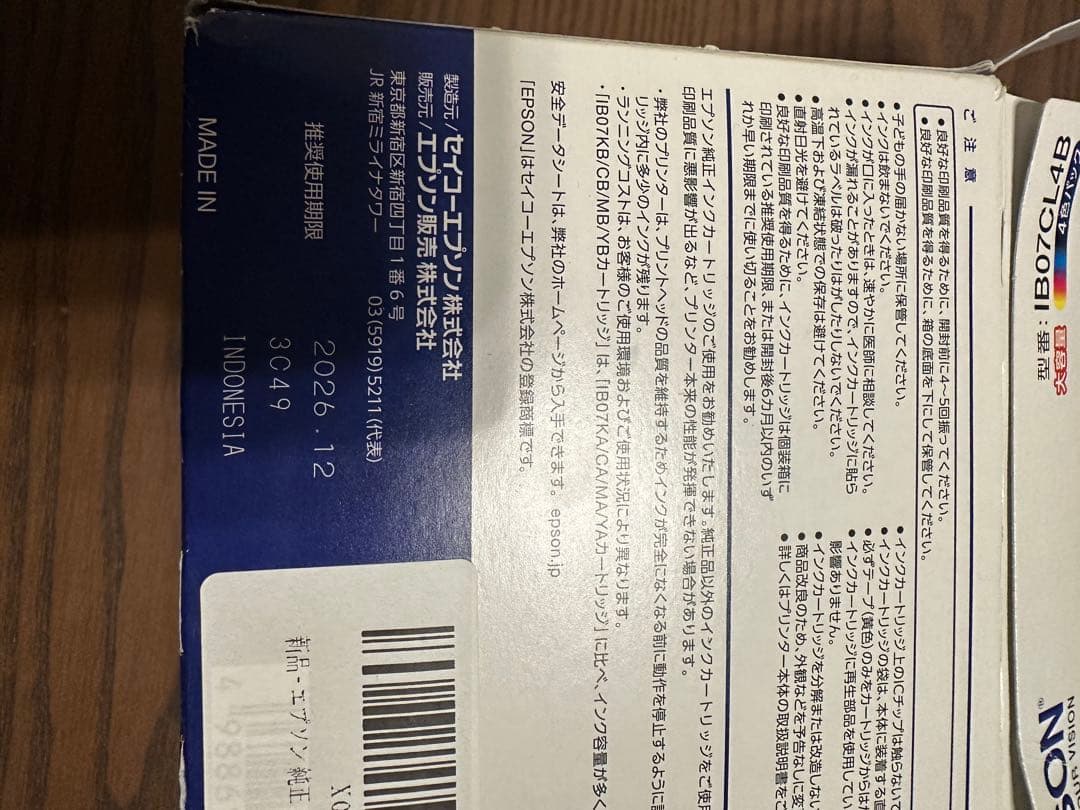 型番：IB07CL4B
大容量 4色パック
ご注意
●良好な印刷品質を得るために、開封前に4〜5回振ってください。
●良好な印刷品質を得るために、箱の底面を下にして保管してください。
●子どもの手の届かない場所に保管してください。
●インクは飲まないでください。
●インクが口に入ったときは、速やかに医師に相談してください。
●インクが漏れることがありますので、インクカートリッジに貼ら
れているラベルは破ったりはがしたりしないでください。
●高温下および凍結状態での保存は避けてください。
●直射日光を避けてください。
●良好な印刷品質を得るために、インクカートリッジは個装箱に
印刷されている推奨使用期限、または開封後6カ月以内のいず
れか早い期限までに使い切ることをお勧めします。
●インクカートリッジ上のICチップは触らないで
●インクカートリッジの袋は、本体に装着する
●必ずテープ(黄色)のみをカートリッジからは
●インクカートリッジに再生部品を使用してい
影響ありません。
●インクカートリッジを分解または改造しな
●商品改良のため、外観などを予告なしに変
●詳しくはプリンター本体の取扱説明書をご
エプソン純正インクカートリッジのご使用をお勧めいたします。純正品以外のインクカートリッジをご使用
印刷品質に悪影響が出るなど、プリンター本来の性能が発揮できない場合があります。
・弊社のプリンターは、プリントヘッドの品質を維持するためインクが完全になくなる前に動作を停止するように設
リッジ内に多少のインクが残ります。
・ランニングコストは、お客様のご使用環境およびご使用状況により異なります。
・「IB07KB/CB/MB/YBカートリッジ」は、「IB07KA/CA/MA/YAカートリッジ」に比べ、インク容量が多く
安全データシートは、弊社のホームページから入手できます。 epson.jp
「EPSON」はセイコーエプソン株式会社の登録商標です。
製造元/セイコーエプソン株式会社
販売元/エプソン販売 株式会社
東京都新宿区新宿四丁目1番6号
JR 新宿ミライナタワー 03(5919)5211(代表)
推奨使用期限 2026.12
3C49
MADE IN INDONESIA
X0
新品 - エプソン 純正
SON®
VISION